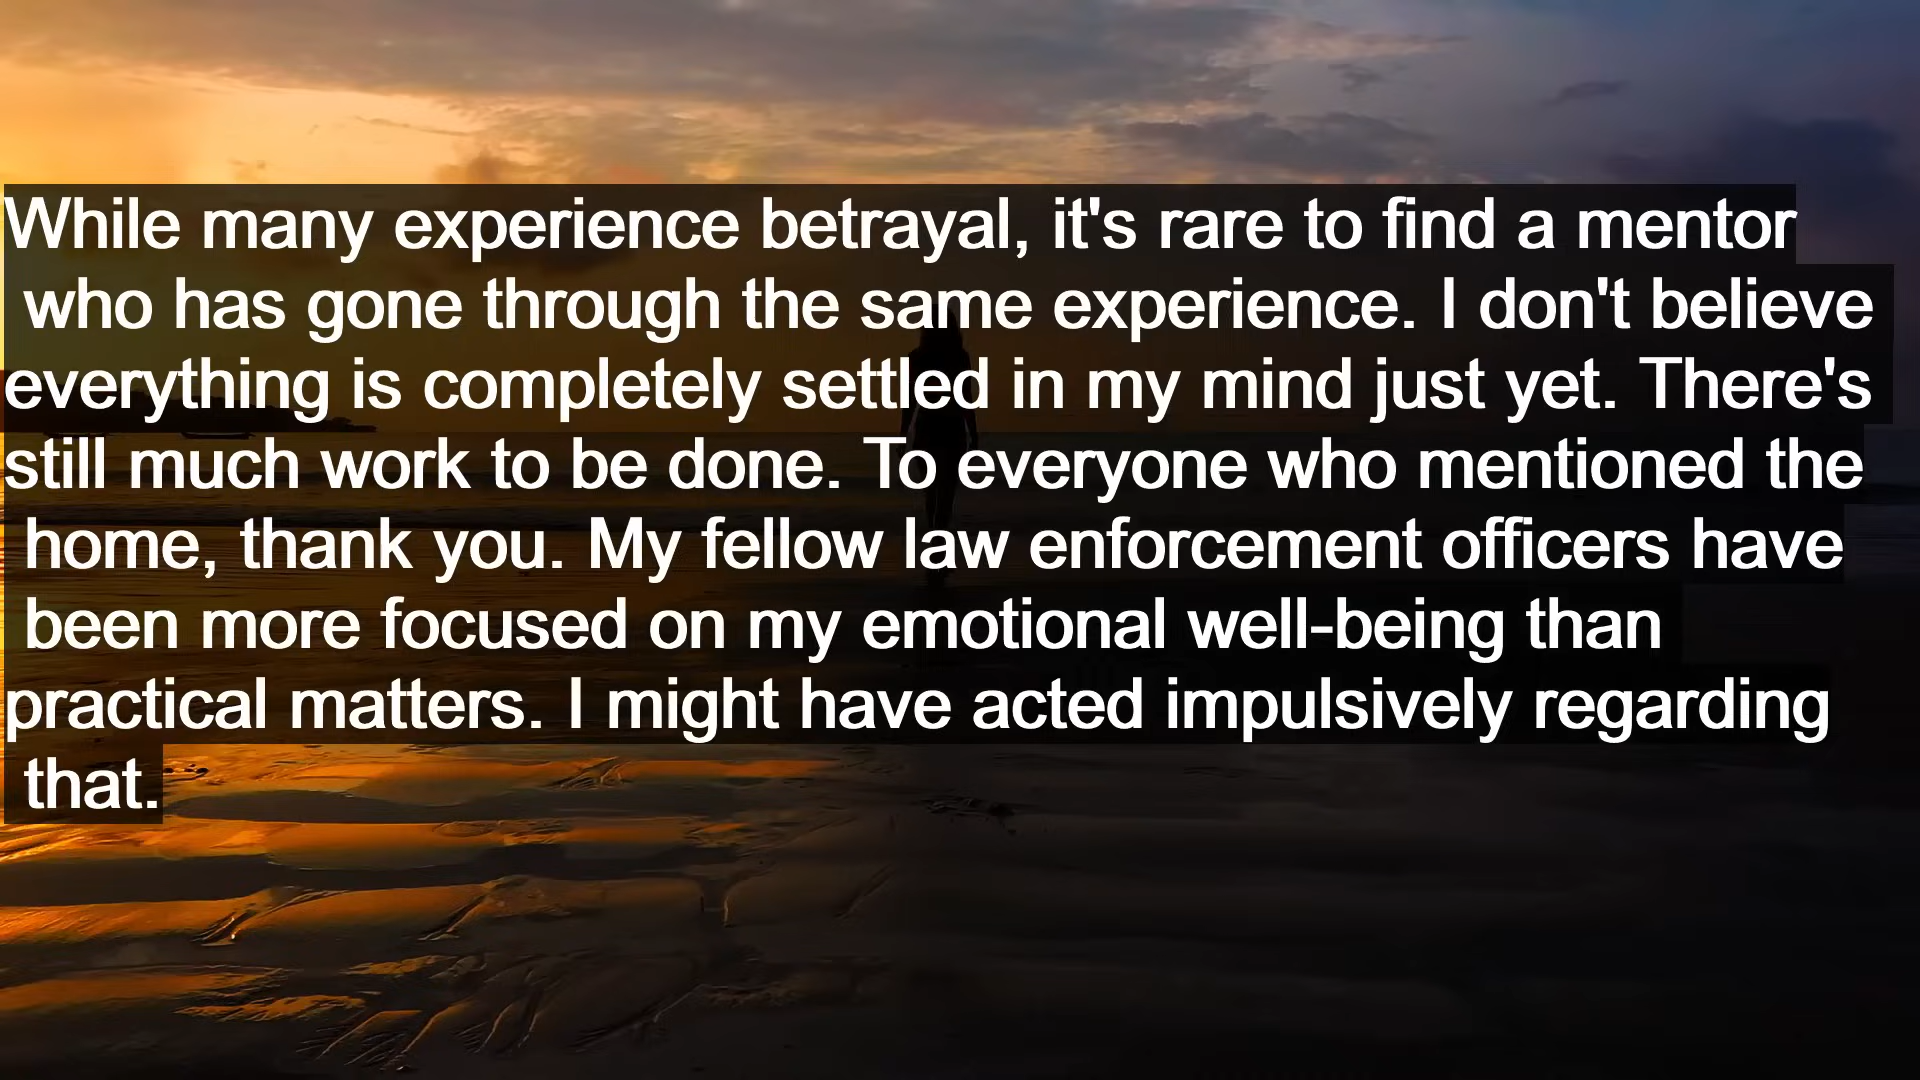 While many experience betrayal, it's rare to find a mentor
who has gone through the same experience. I don't believe
everything is completely settled in my mind just yet. There's
still much work to be done. To everyone who mentioned the
home, thank you. My fellow law enforcement officers have
been more focused on my emotional well-being than
practical matters. I might have acted impulsively regarding
that.